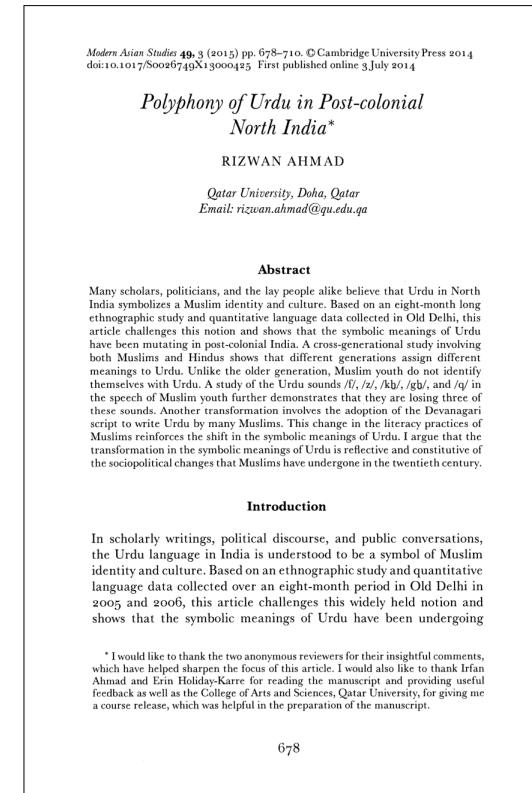 Modern Asian Studies 49, 3 (2015) pp. 678–710. © Cambridge University Press 2014
doi:10.1017/S0026749X13000425 First published online 3 July 2014
Polyphony of Urdu in Post-colonial
North India*
RIZWAN AHMAD
Qatar University, Doha, Qatar
Email: rizwan.ahmad@qu.edu.qa
Abstract
Many scholars, politicians, and the lay people alike believe that Urdu in North
India symbolizes a Muslim identity and culture. Based on an eight-month long
ethnographic study and quantitative language data collected in Old Delhi, this
article challenges this notion and shows that the symbolic meanings of Urdu
have been mutating in post-colonial India. A cross-generational study involving
both Muslims and Hindus shows that different generations assign different
meanings to Urdu. Unlike the older generation, Muslim youth do not identify
themselves with Urdu. A study of the Urdu sounds /f/, /z/, /k͟h/, /g͟h/, and /q/ in
the speech of Muslim youth further demonstrates that they are losing three of
these sounds. Another transformation involves the adoption of the Devanagari
script to write Urdu by many Muslims. This change in the literacy practices of
Muslims reinforces the shift in the symbolic meanings of Urdu. I argue that the
transformation in the symbolic meanings of Urdu is reflective and constitutive of
the sociopolitical changes that Muslims have undergone in the twentieth century.
Introduction
In scholarly writings, political discourse, and public conversations,
the Urdu language in India is understood to be a symbol of Muslim
identity and culture. Based on an ethnographic study and quantitative
language data collected over an eight-month period in Old Delhi in
2005 and 2006, this article challenges this widely held notion and
shows that the symbolic meanings of Urdu have been undergoing
* I would like to thank the two anonymous reviewers for their insightful comments,
which have helped sharpen the focus of this article. I would also like to thank Irfan
Ahmad and Erin Holiday-Karre for reading the manuscript and providing useful
feedback as well as the College of Arts and Sciences, Qatar University, for giving me
a course release, which was helpful in the preparation of the manuscript.
678